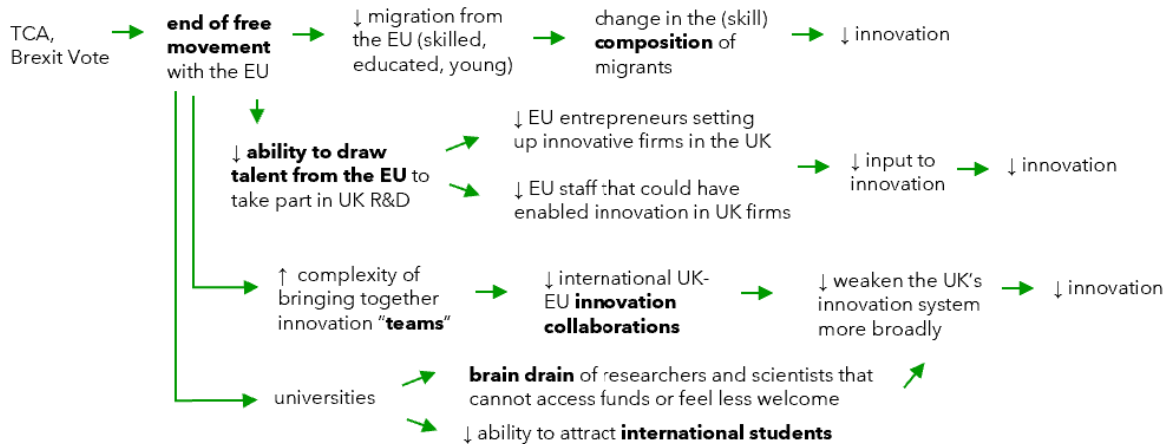 TCA,
Brexit Vote
end of free
movement
with the EU
↓ migration from
the EU (skilled,
educated, young)
change in the (skill)
composition of
migrants
↓ innovation
↓ ability to draw
talent from the EU to
take part in UK R&D
↓ EU entrepreneurs setting
up innovative firms in the UK
↓ EU staff that could have
enabled innovation in UK firms
↓ input to
innovation
↓ innovation
↑ complexity of
bringing together
innovation "teams"
↓ international UK-
EU innovation
collaborations
↓ weaken the UK's
innovation system
more broadly
↓ innovation
universities
brain drain of researchers and scientists that
cannot access funds or feel less welcome
↓ ability to attract international students